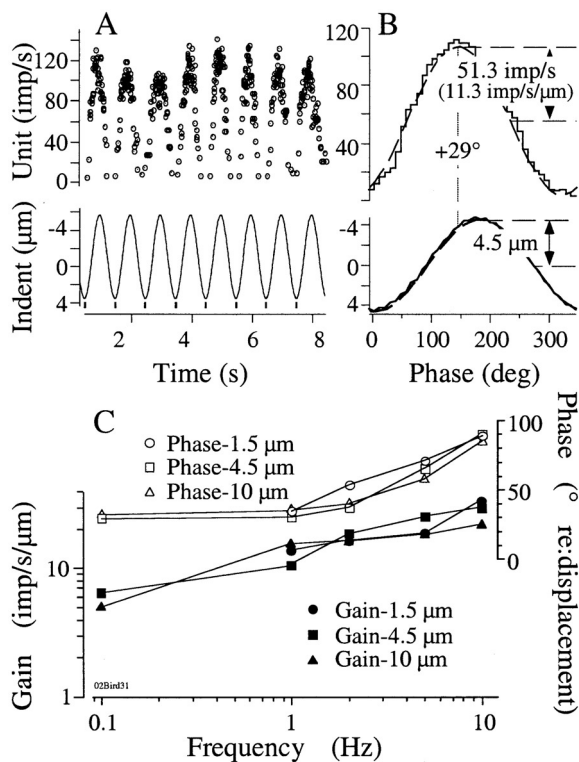 A
B
120
80
40
0
Unit (imp/s)
120
80
40
51.3 imp/s
(11.3 imp/s/μm)
+29°
-4
0
4
Indent (μm)
-4
0
4
4.5 μm
2 4 6 8
Time (s)
0 100 200 300
Phase (deg)
C
Phase-1.5 μm
Phase-4.5 μm
Phase-10 μm
100
50
0
Phase (° re:displacement)
10
1
Gain (imp/s/μm)
Gain-1.5 μm
Gain-4.5 μm
Gain-10 μm
02Bird31
0.1 1 10
Frequency (Hz)